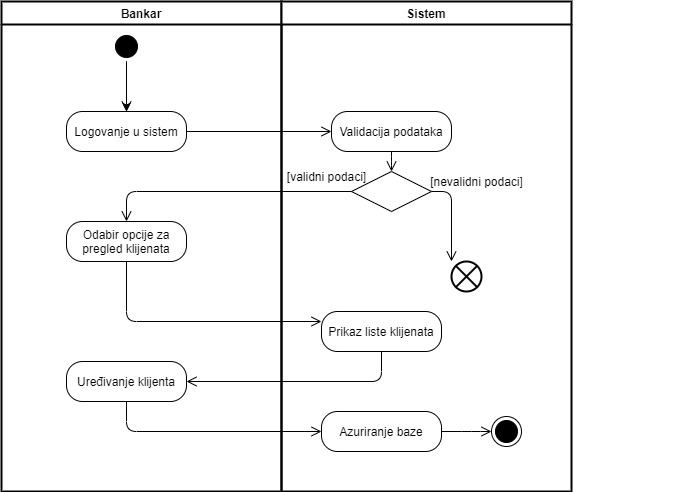 Bankar
Sistem
Logovanje u sistem
Validacija podataka
[validni podaci]
[nevalidni podaci]
Odabir opcije za
pregled klijenata
Prikaz liste klijenata
Uređivanje klijenta
Azuriranje baze